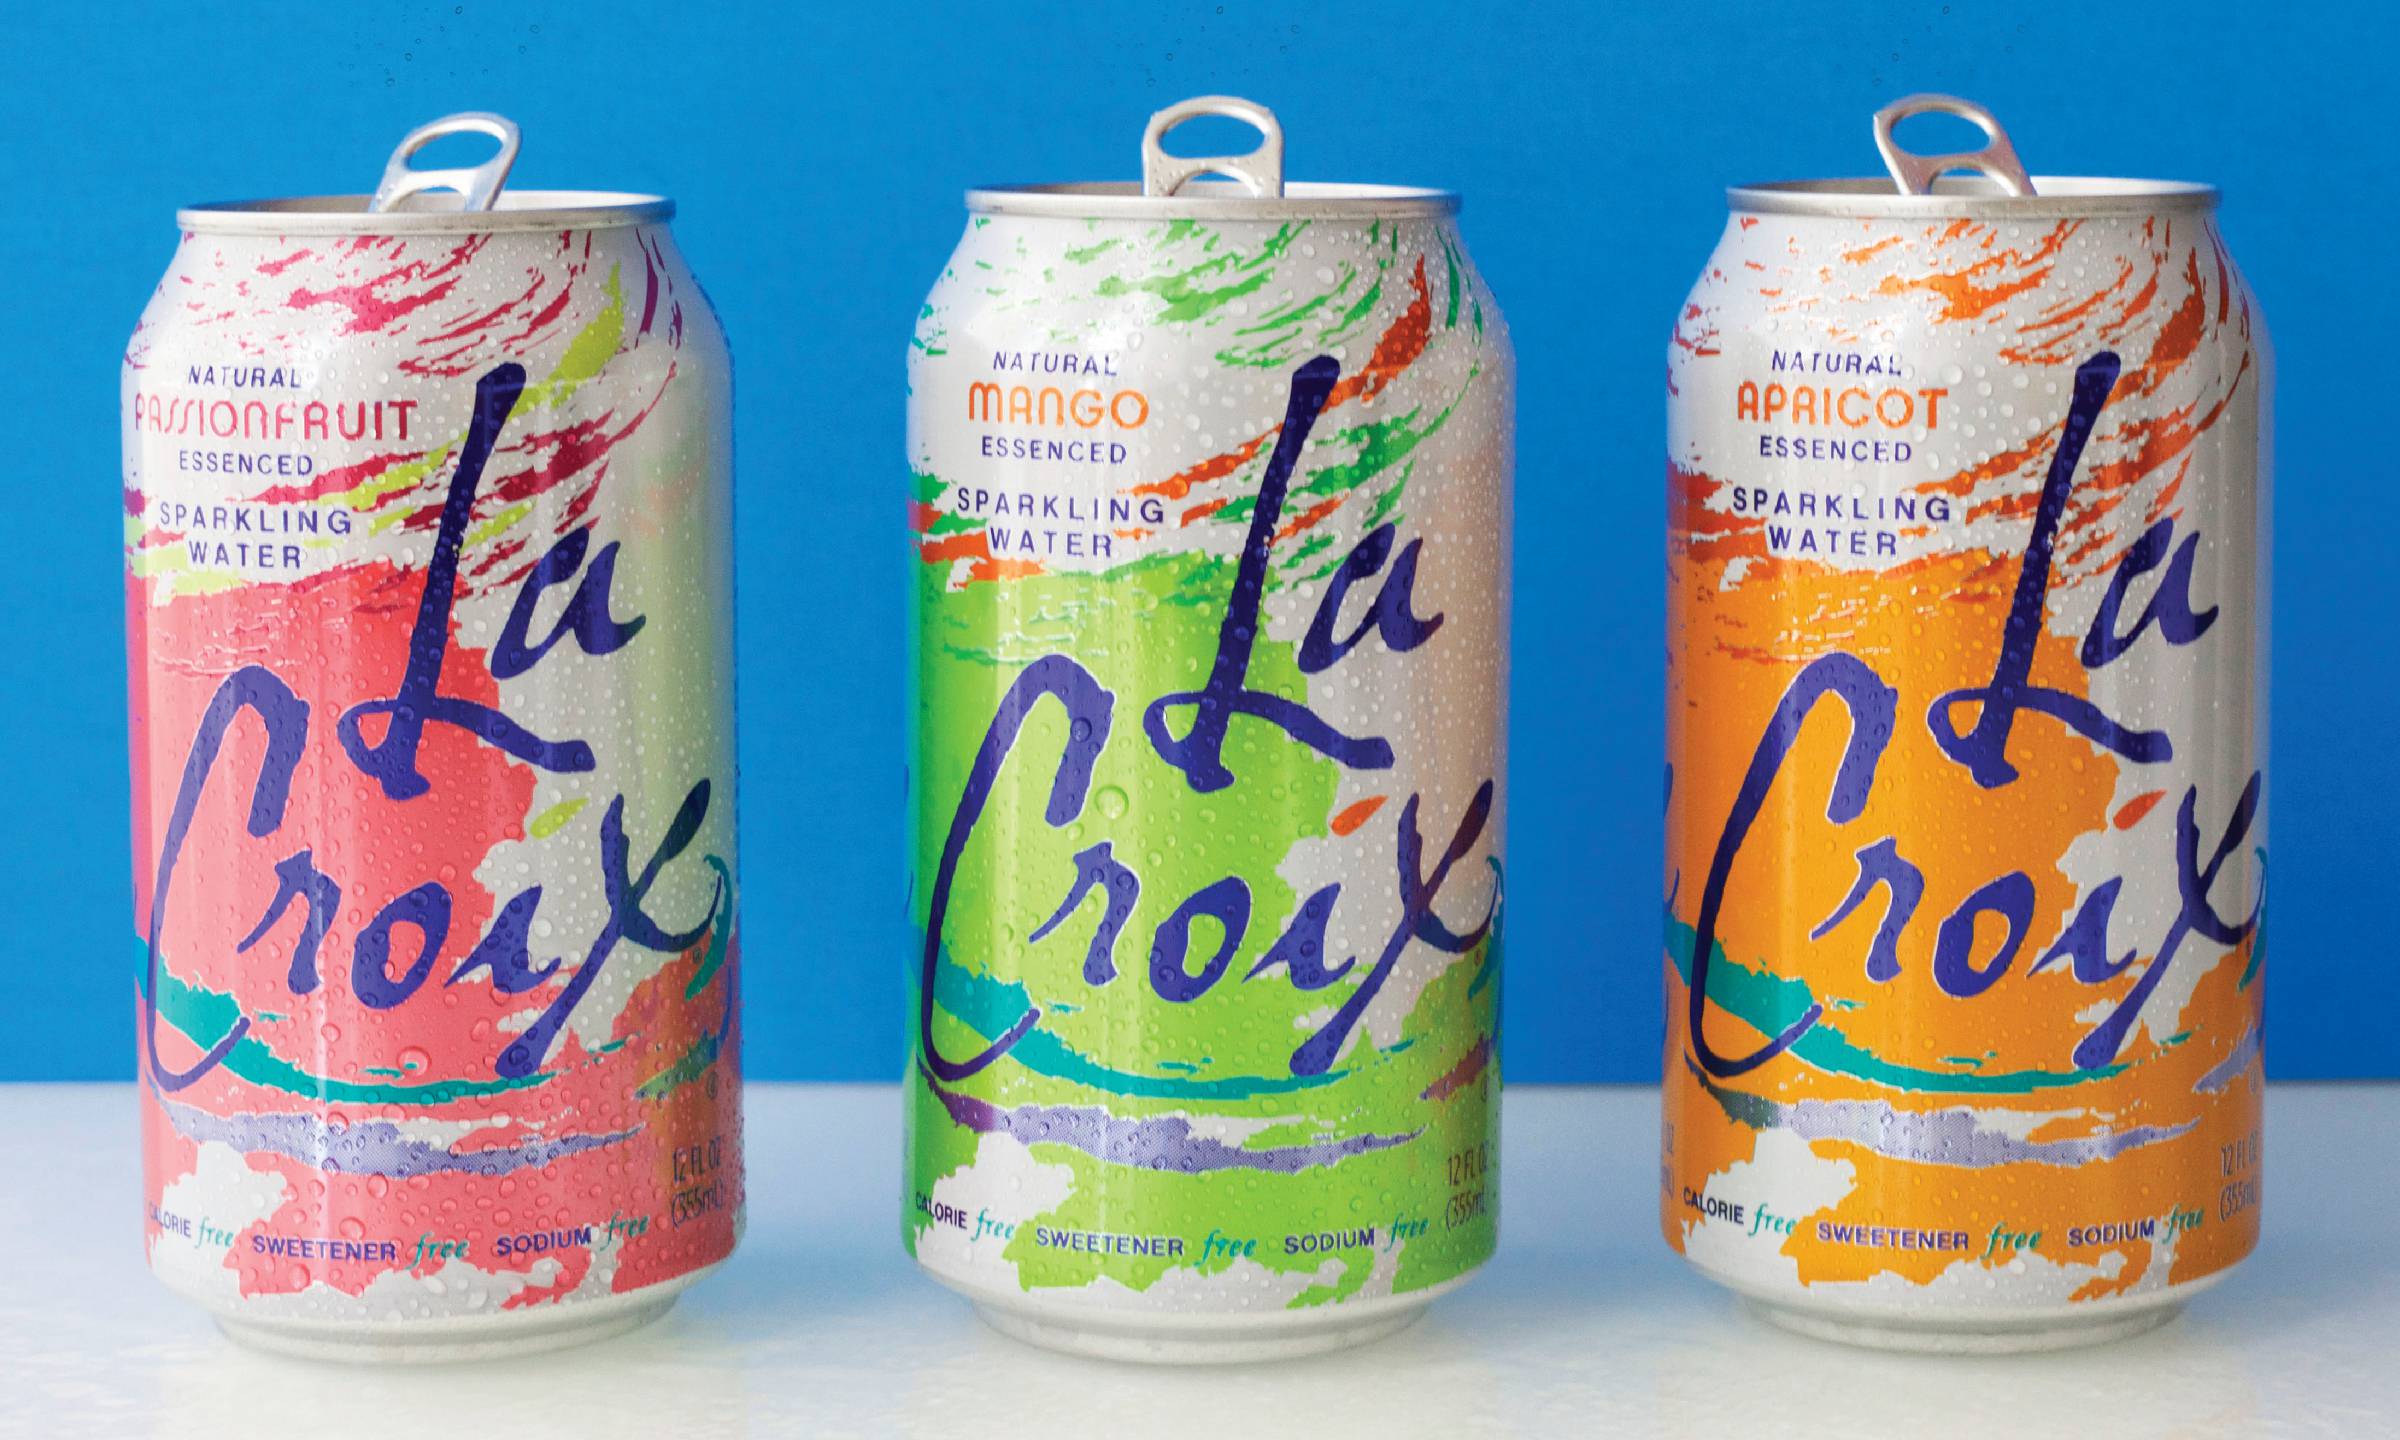 NATURAL
PASSIONFRUIT
ESSENCED
SPARKLING
WATER
La
Croix
12 FL OZ
(355mL)
CALORIE free SWEETENER free SODIUM free
NATURAL
MANGO
ESSENCED
SPARKLING
WATER
La
Croix
12 FL OZ
(355mL)
CALORIE free SWEETENER free SODIUM free
NATURAL
APRICOT
ESSENCED
SPARKLING
WATER
La
Croix
12 FL OZ
(355mL)
CALORIE free SWEETENER free SODIUM free